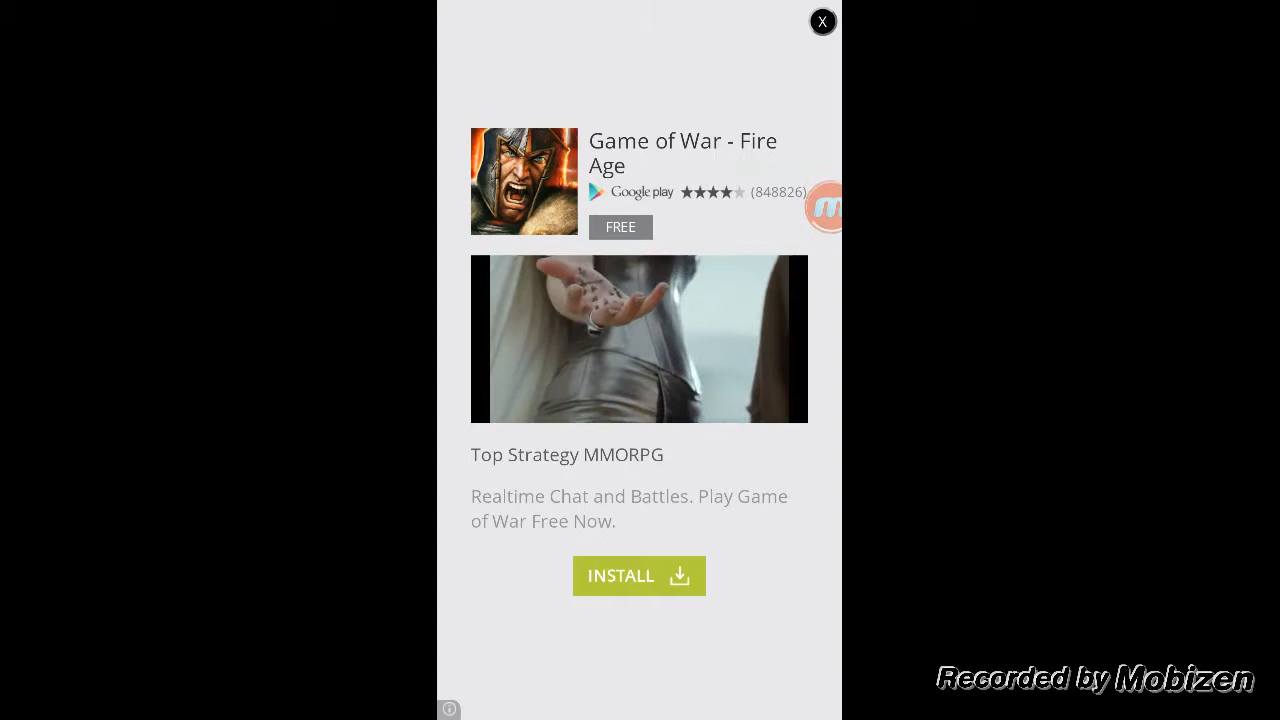 X
Game of War - Fire
Age
Google play ★★★★★ (848826)
FREE
Top Strategy MMORPG
Realtime Chat and Battles. Play Game
of War Free Now.
INSTALL
Recorded by Mobizen